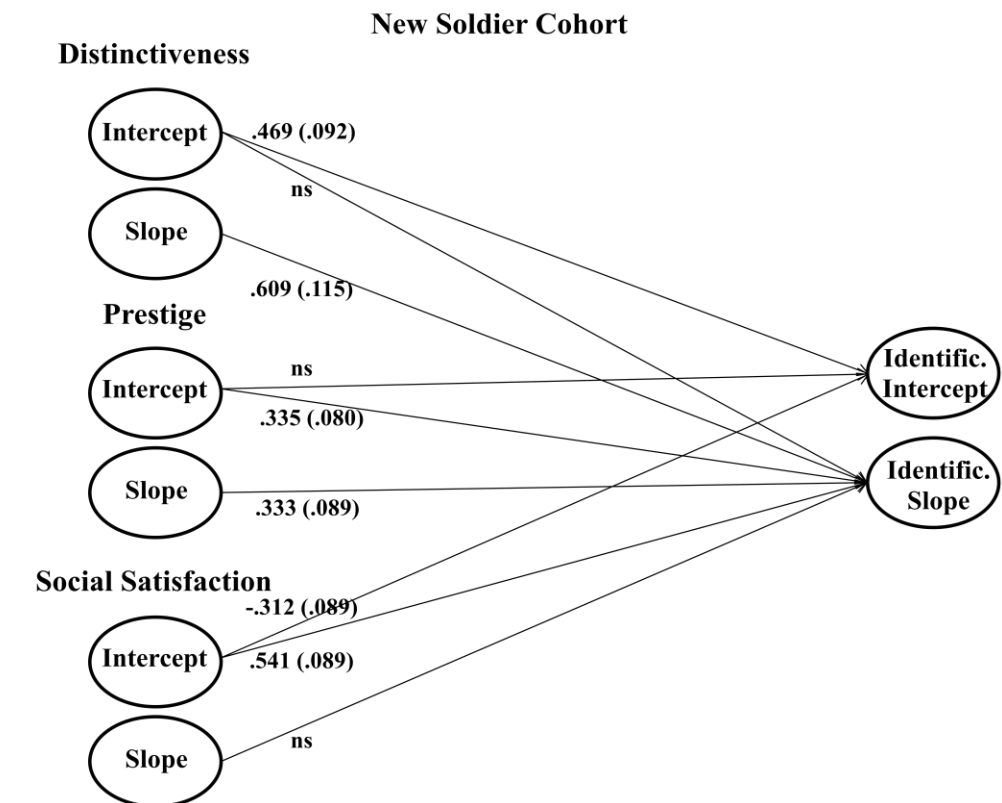 New Soldier Cohort
Distinctiveness
Intercept
.469 (.092)
ns
Slope
.609 (.115)
Prestige
Intercept
ns
.335 (.080)
Slope
.333 (.089)
Social Satisfaction
-.312 (.089)
Intercept
.541 (.089)
ns
Slope
Identific.
Intercept
Identific.
Slope